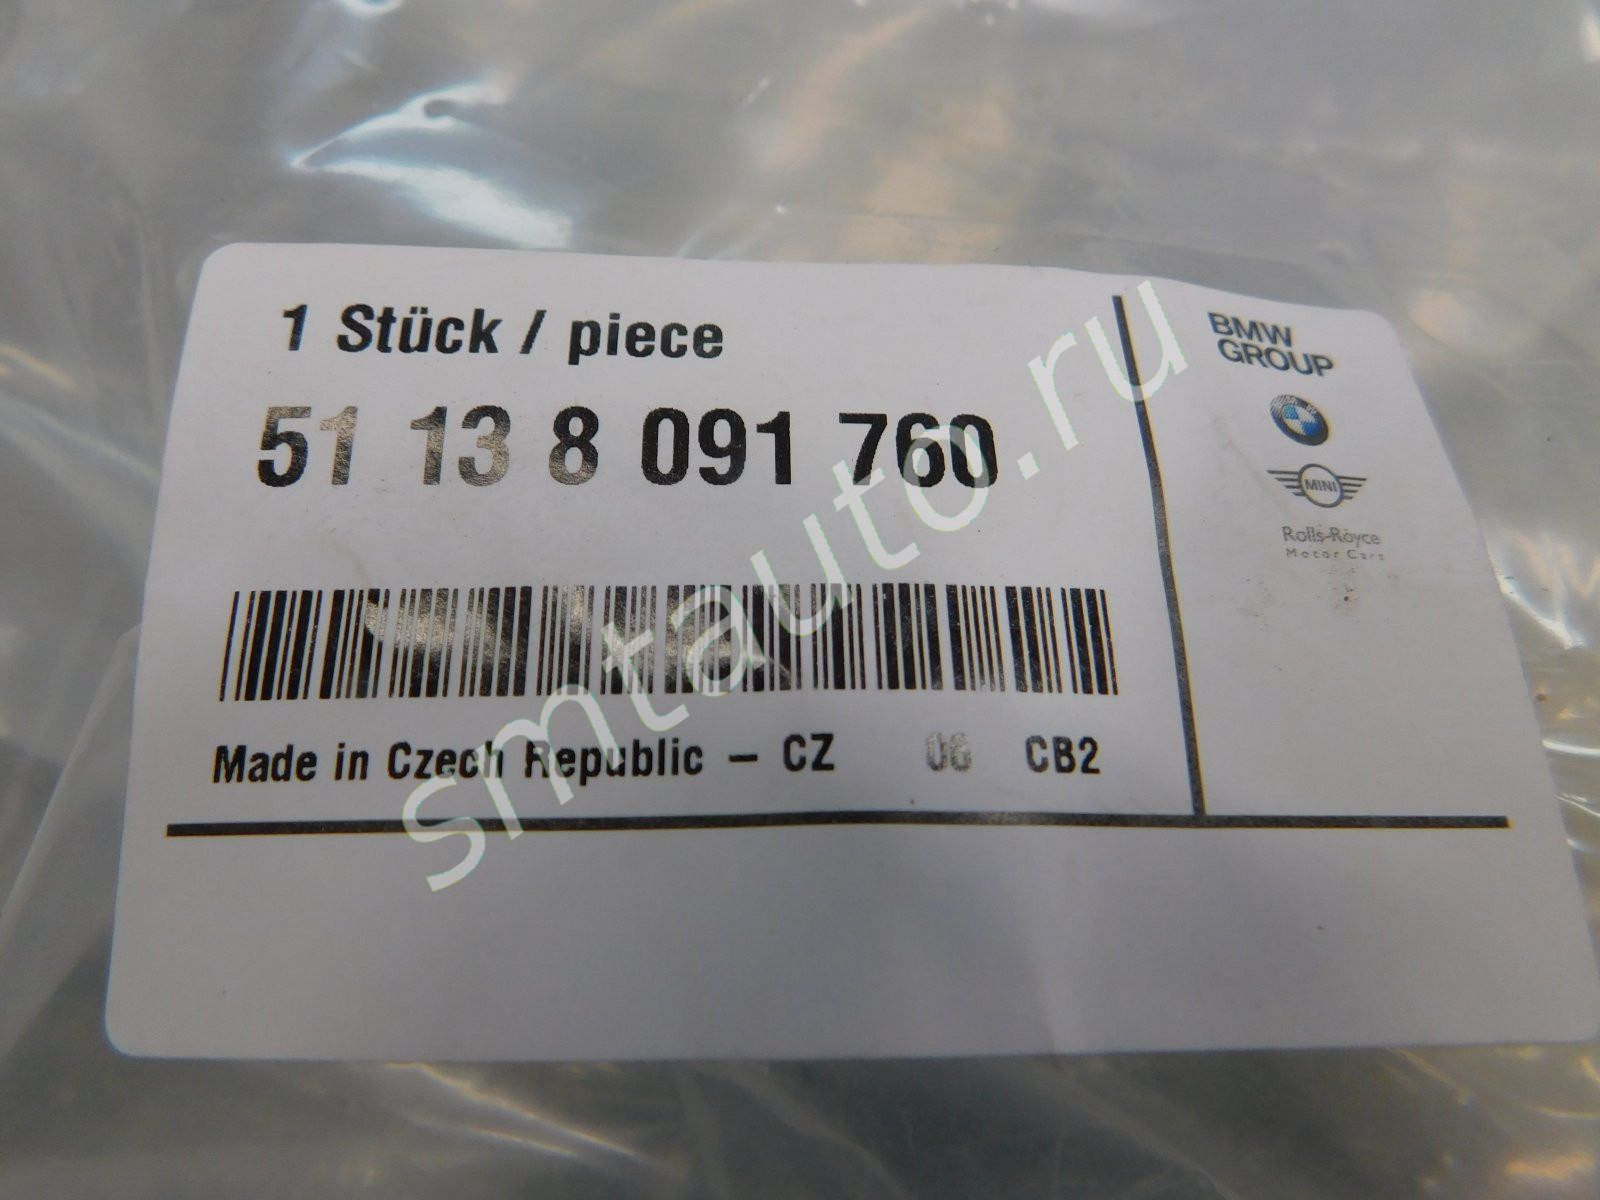 1 Stück / piece
51 13 8 091 760
Made in Czech Republic – CZ 06 CB2
BMW
GROUP
MINI
Rolls-Royce
Motor Cars
smtauto.ru